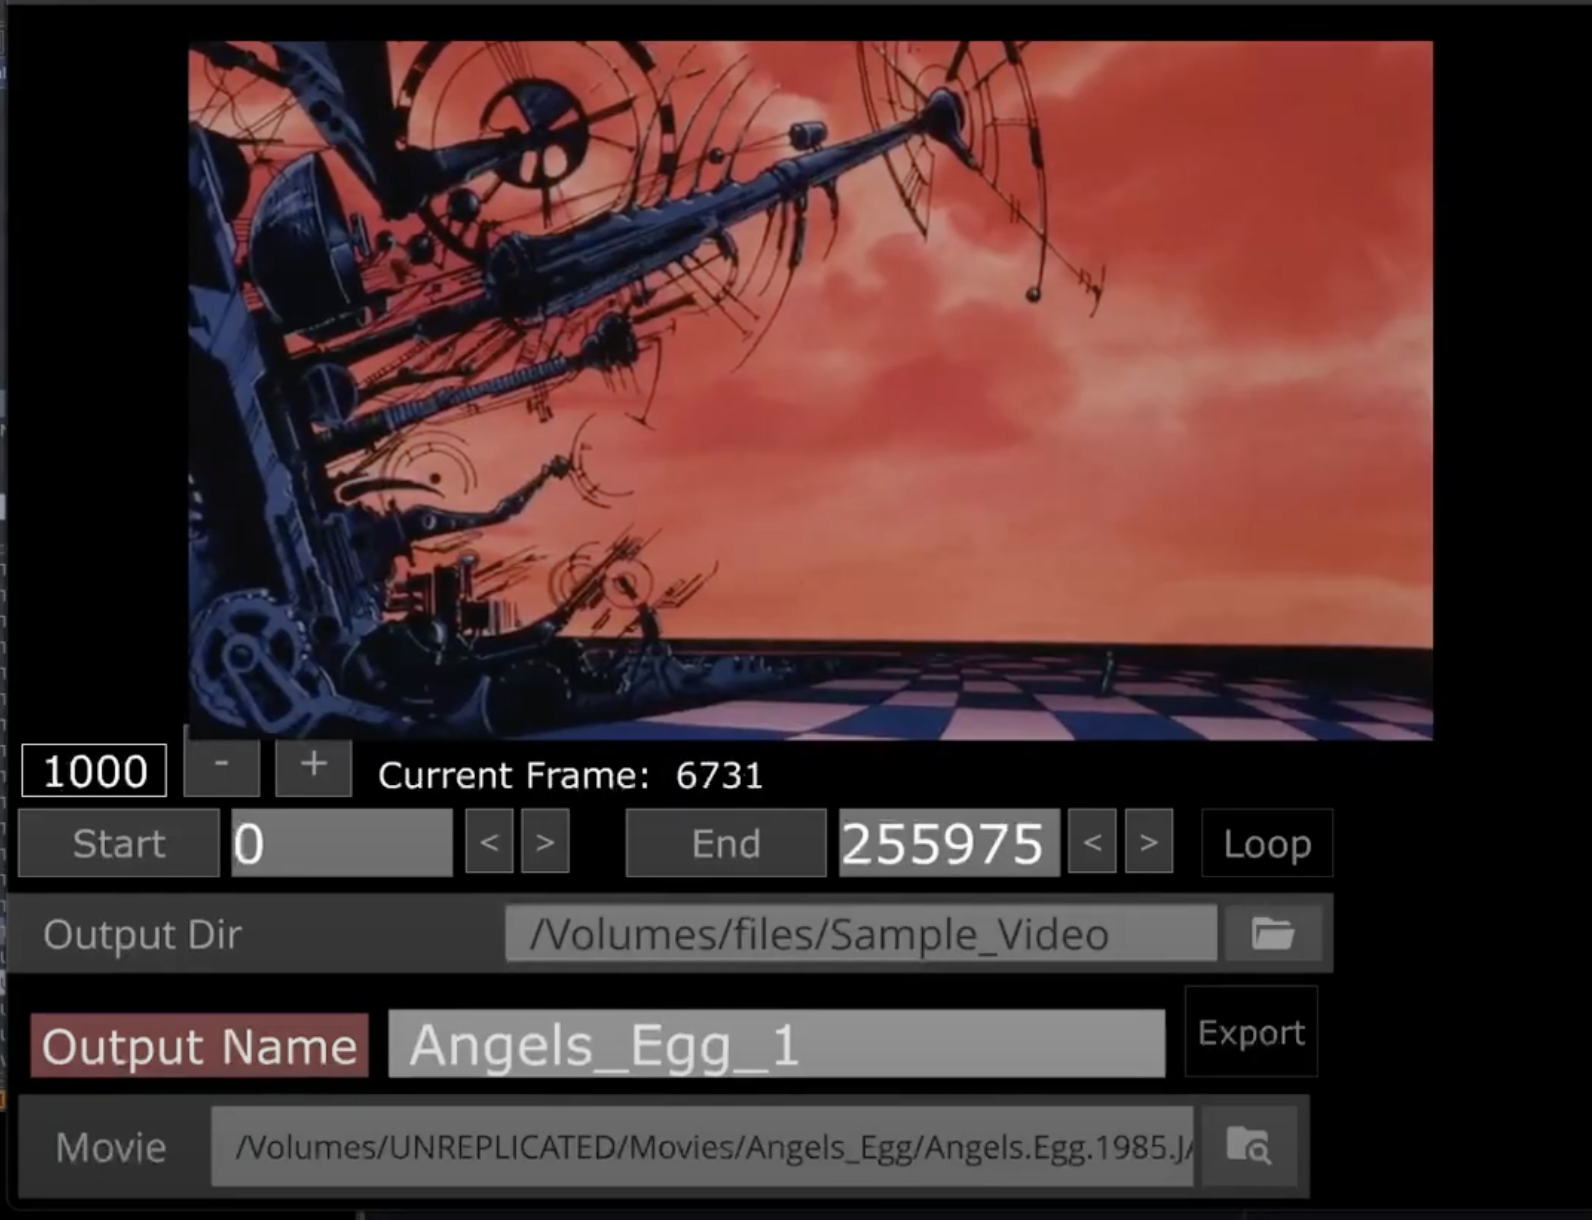 1000 - + Current Frame: 6731
Start 0 < > End 255975 < > Loop
Output Dir /Volumes/files/Sample_Video
Output Name Angels_Egg_1 Export
Movie /Volumes/UNREPLICATED/Movies/Angels_Egg/Angels.Egg.1985.J